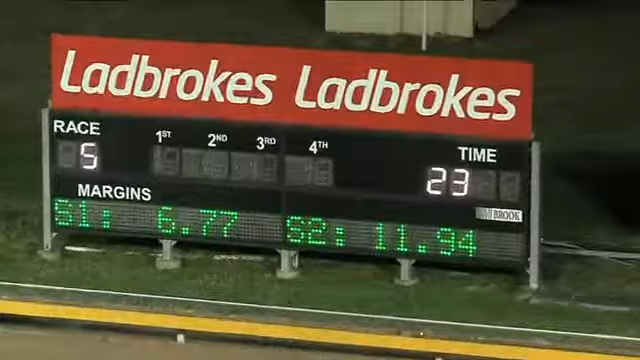 Ladbrokes Ladbrokes
RACE 1ST 2ND 3RD 4TH TIME
5 23
MARGINS
S1: 6.77 S2: 11.94